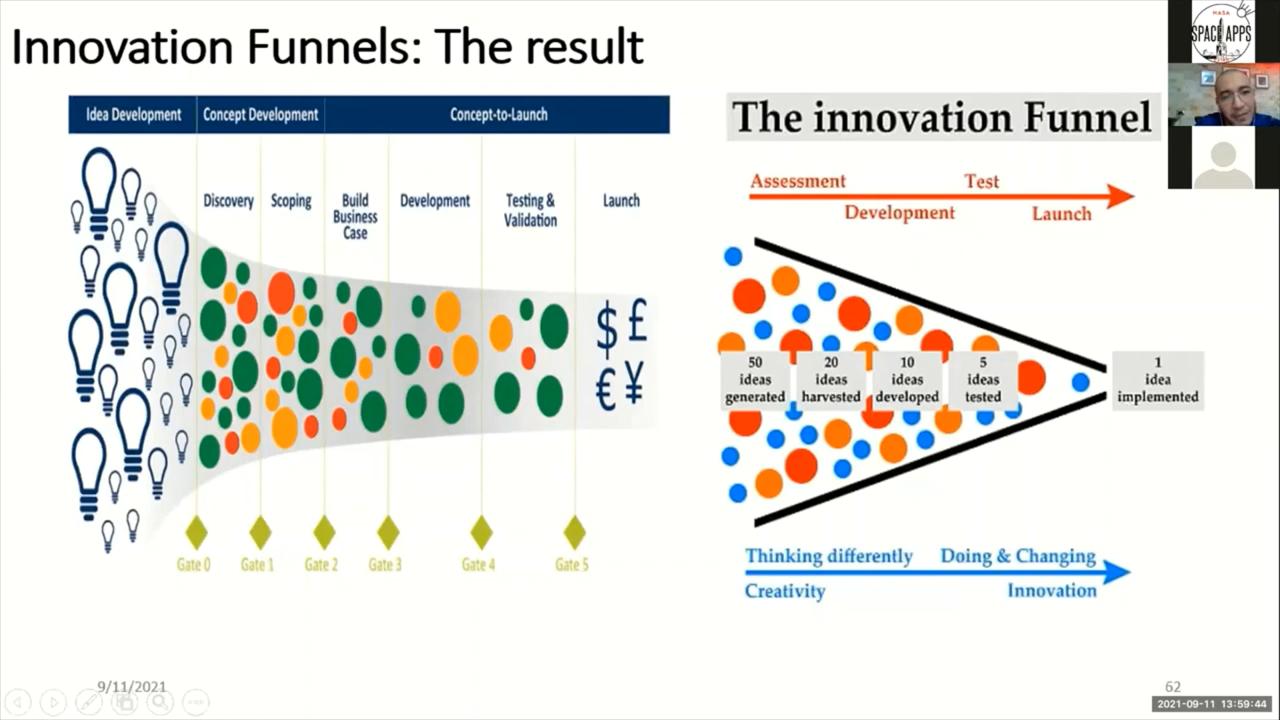 Innovation Funnels: The result
Idea Development
Concept Development
Concept-to-Launch
Discovery
Scoping
Build
Business
Case
Development
Testing &
Validation
Launch
$ £
€ ¥
Gate 0
Gate 1
Gate 2
Gate 3
Gate 4
Gate 5
The innovation Funnel
Assessment
Test
Development
Launch
50
ideas
generated
20
ideas
harvested
10
ideas
developed
5
ideas
tested
1
idea
implemented
Thinking differently
Doing & Changing
Creativity
Innovation
NASA
SPACE APPS
9/11/2021
62
2021-09-11 13:59:44